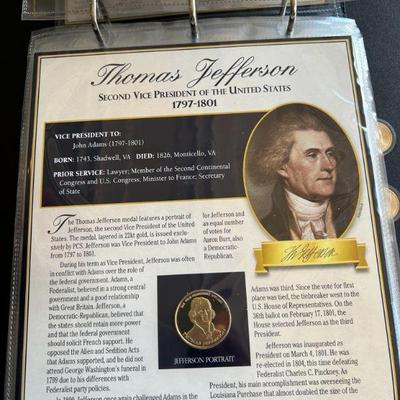 Thomas Jefferson
SECOND VICE PRESIDENT OF THE UNITED STATES
1797-1801
VICE PRESIDENT TO:
John Adams (1797-1801)
BORN: 1743, Shadwell, VA DIED: 1826, Monticello, VA
PRIOR SERVICE: Lawyer; Member of the Second Continental
Congress and U.S. Congress; Minister to France; Secretary
of State
The Thomas Jefferson medal features a portrait of
Jefferson, the second Vice President of the United
States. The medal, layered in 22kt gold, is issued exclu-
sively by PCS. Jefferson was Vice President to John Adams
from 1797 to 1801.
During his term as Vice President, Jefferson was often
in conflict with Adams over the role of
the federal government. Adams, a
Federalist, believed in a strong central
government and a good relationship
with Great Britain. Jefferson, a
Democratic-Republican, believed
that the states should retain more
power and that the federal government
should solicit French support. He
opposed the Alien and Sedition Acts
that Adams supported, and he did not
attend George Washington's funeral in
1799 due to his differences with
Federalist party policies.
In 1800, Jefferson once again challenged Adams in the
for Jefferson and
an equal number
of votes for
Aaron Burr, also
a Democratic-
Republican.
Th Jefferson
Adams was third. Since the vote for first
place was tied, the tiebreaker went to the
U.S. House of Representatives. On the
36th ballot on February 17, 1801, the
House selected Jefferson as the third
President.
Jefferson was inaugurated as
President on March 4, 1801. He
was re-elected in 1804, this time defeating
Federalist Charles C. Pinckney. As
President, his main accomplishment was overseeing the
Louisiana Purchase that almost doubled the size of the
THOMAS JEFFERSON
JEFFERSON PORTRAIT